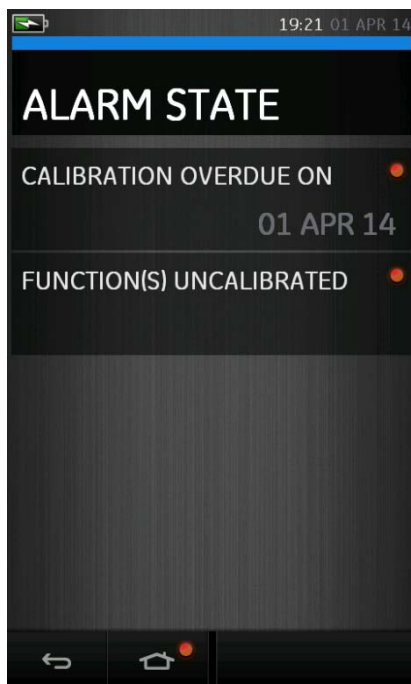 19:21 01 APR 14
ALARM STATE
CALIBRATION OVERDUE ON
01 APR 14
FUNCTION(S) UNCALIBRATED